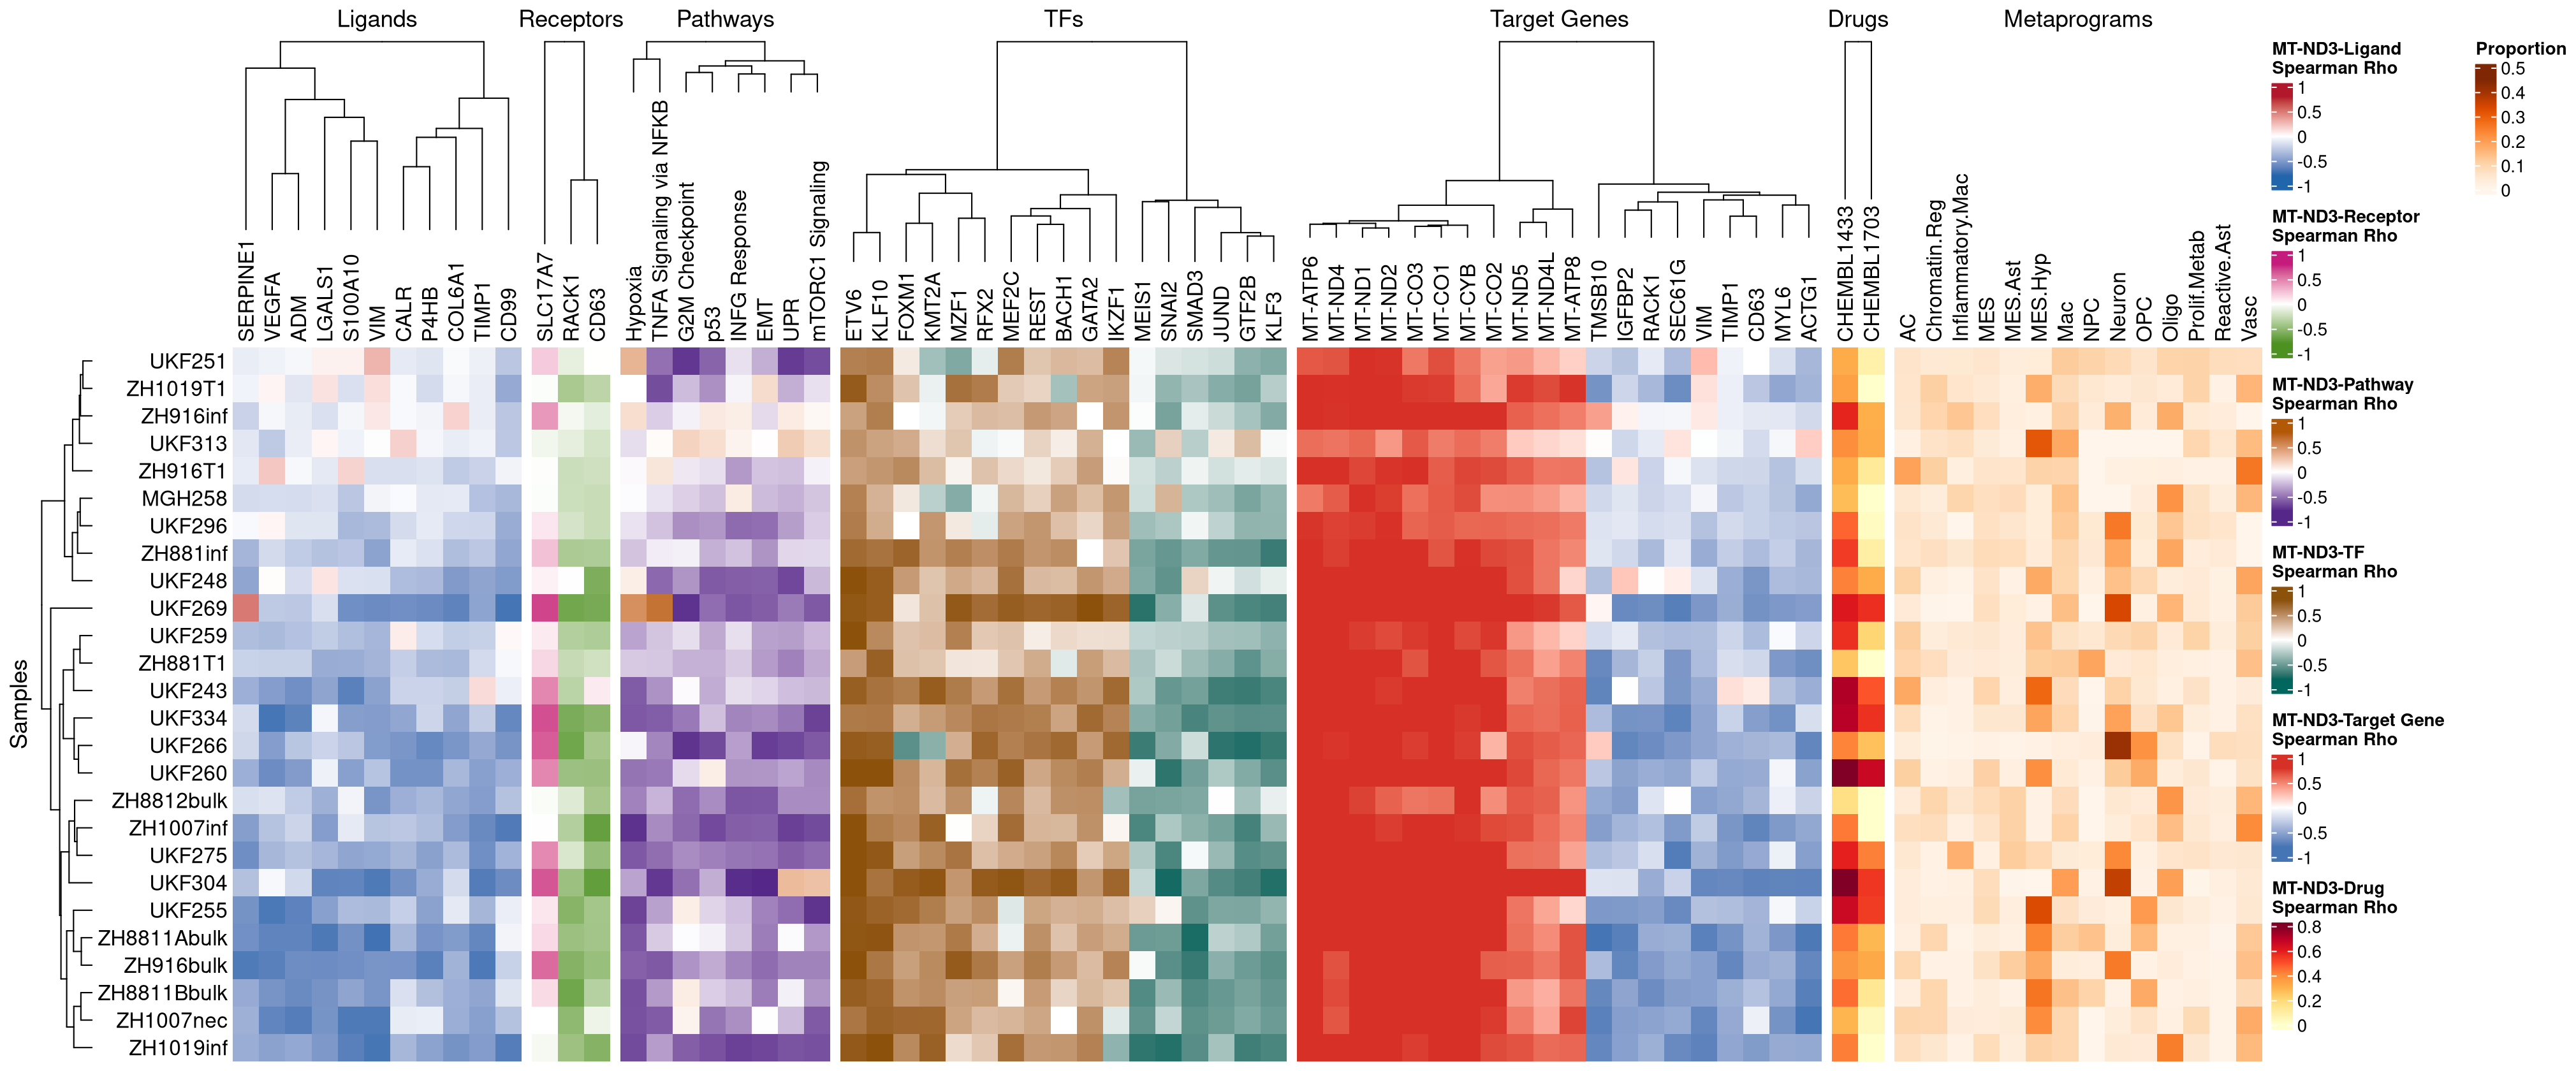 Ligands
Receptors
Pathways
TFs
Target Genes
Drugs
Metaprograms
SERPINE1
VEGFA
ADM
LGALS1
S100A10
VIM
CALR
P4HB
COL6A1
TIMP1
CD99
SLC17A7
RACK1
CD63
Hypoxia
TNFA Signaling via NFKB
G2M Checkpoint
p53
INFG Response
EMT
UPR
mTORC1 Signaling
ETV6
KLF10
FOXM1
KMT2A
MZF1
RFX2
MEF2C
REST
BACH1
GATA2
IKZF1
MEIS1
SNAI2
SMAD3
JUND
GTF2B
KLF3
MT-ATP6
MT-ND4
MT-ND1
MT-ND2
MT-CO3
MT-CO1
MT-CYB
MT-CO2
MT-ND5
MT-ND4L
MT-ATP8
TMSB10
IGFBP2
RACK1
SEC61G
VIM
TIMP1
CD63
MYL6
ACTG1
CHEMBL1433
CHEMBL1703
AC
Chromatin.Reg
Inflammatory.Mac
MES
MES.Ast
MES.Hyp
Mac
NPC
Neuron
OPC
Oligo
Prolif.Metab
Reactive.Ast
Vasc
Samples
UKF251
ZH1019T1
ZH916inf
UKF313
ZH916T1
MGH258
UKF296
ZH881inf
UKF248
UKF269
UKF259
ZH881T1
UKF243
UKF334
UKF266
UKF260
ZH8812bulk
ZH1007inf
UKF275
UKF304
UKF255
ZH8811Abulk
ZH916bulk
ZH8811Bbulk
ZH1007nec
ZH1019inf
MT-ND3-Ligand
Spearman Rho
1
0.5
0
-0.5
-1
MT-ND3-Receptor
Spearman Rho
1
0.5
0
-0.5
-1
MT-ND3-Pathway
Spearman Rho
1
0.5
0
-0.5
-1
MT-ND3-TF
Spearman Rho
1
0.5
0
-0.5
-1
MT-ND3-Target Gene
Spearman Rho
1
0.5
0
-0.5
-1
MT-ND3-Drug
Spearman Rho
0.8
0.6
0.4
0.2
0
Proportion
0.5
0.4
0.3
0.2
0.1
0